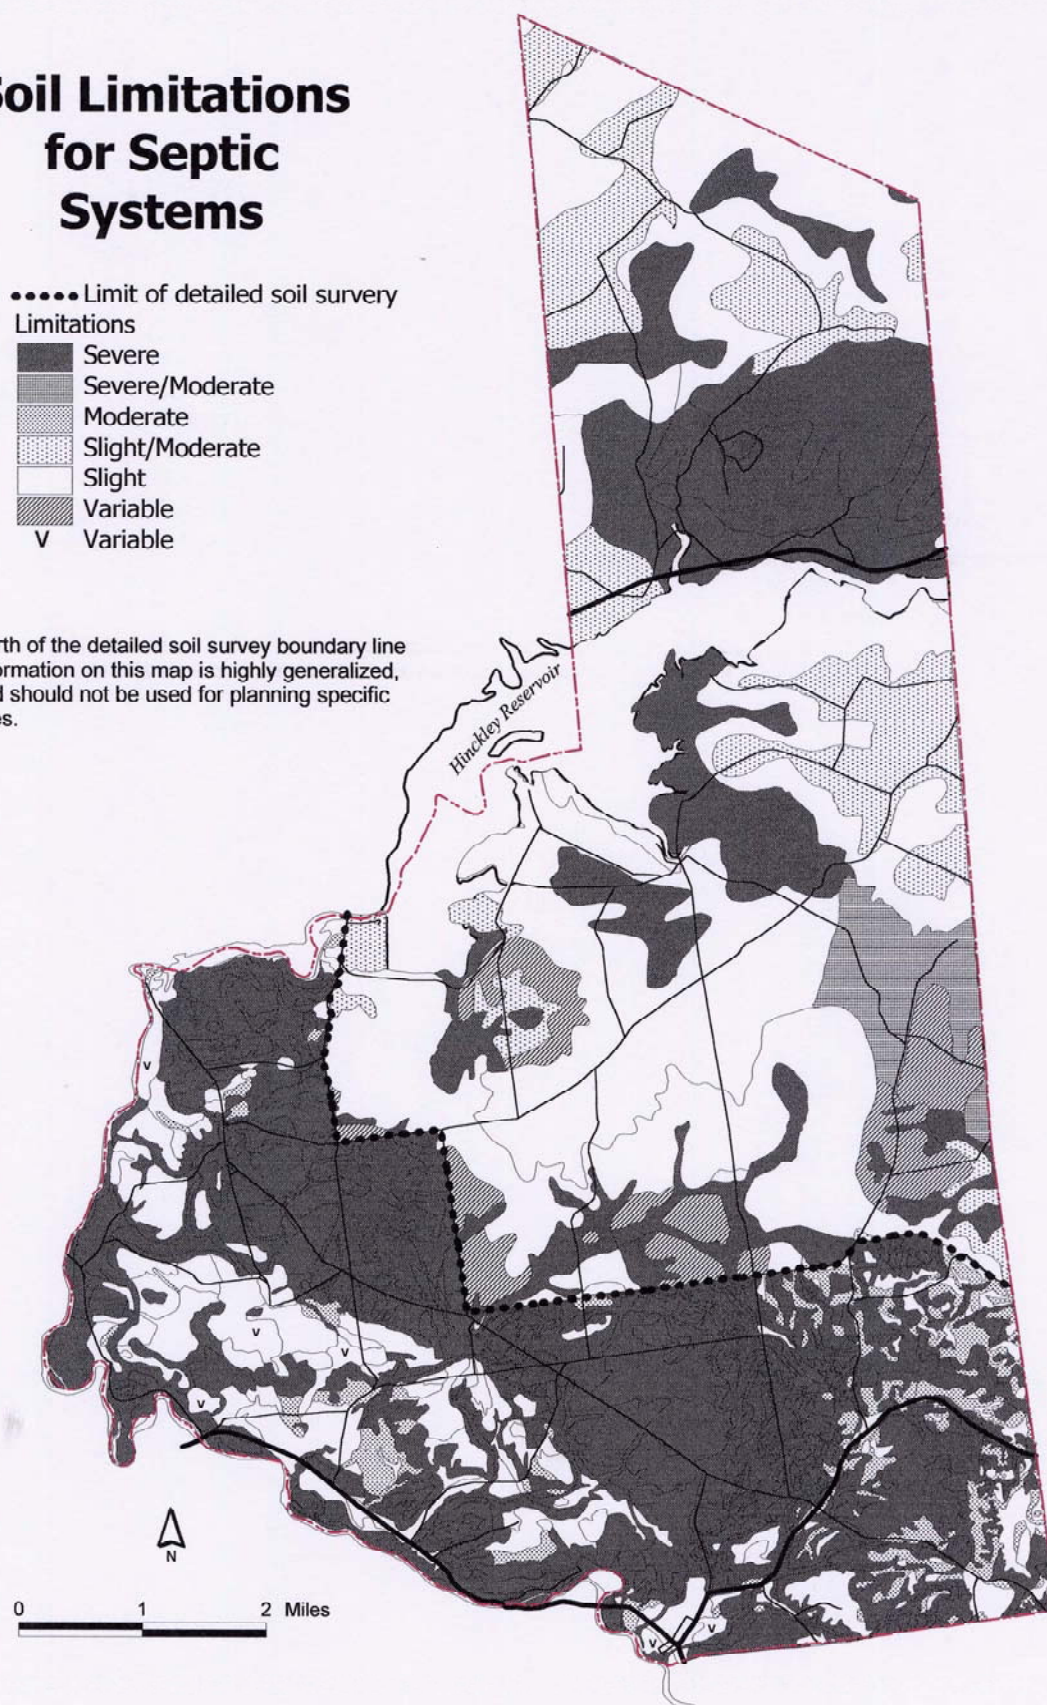 oil Limitations
for Septic
Systems
Limit of detailed soil survery
Limitations
Severe
Severe/Moderate
Moderate
Slight/Moderate
Slight
Variable
V Variable
rth of the detailed soil survey boundary line
ormation on this map is highly generalized,
d should not be used for planning specific
es.
Hinckley Reservoir
V
V
V
V
V
V
N
0 1 2 Miles